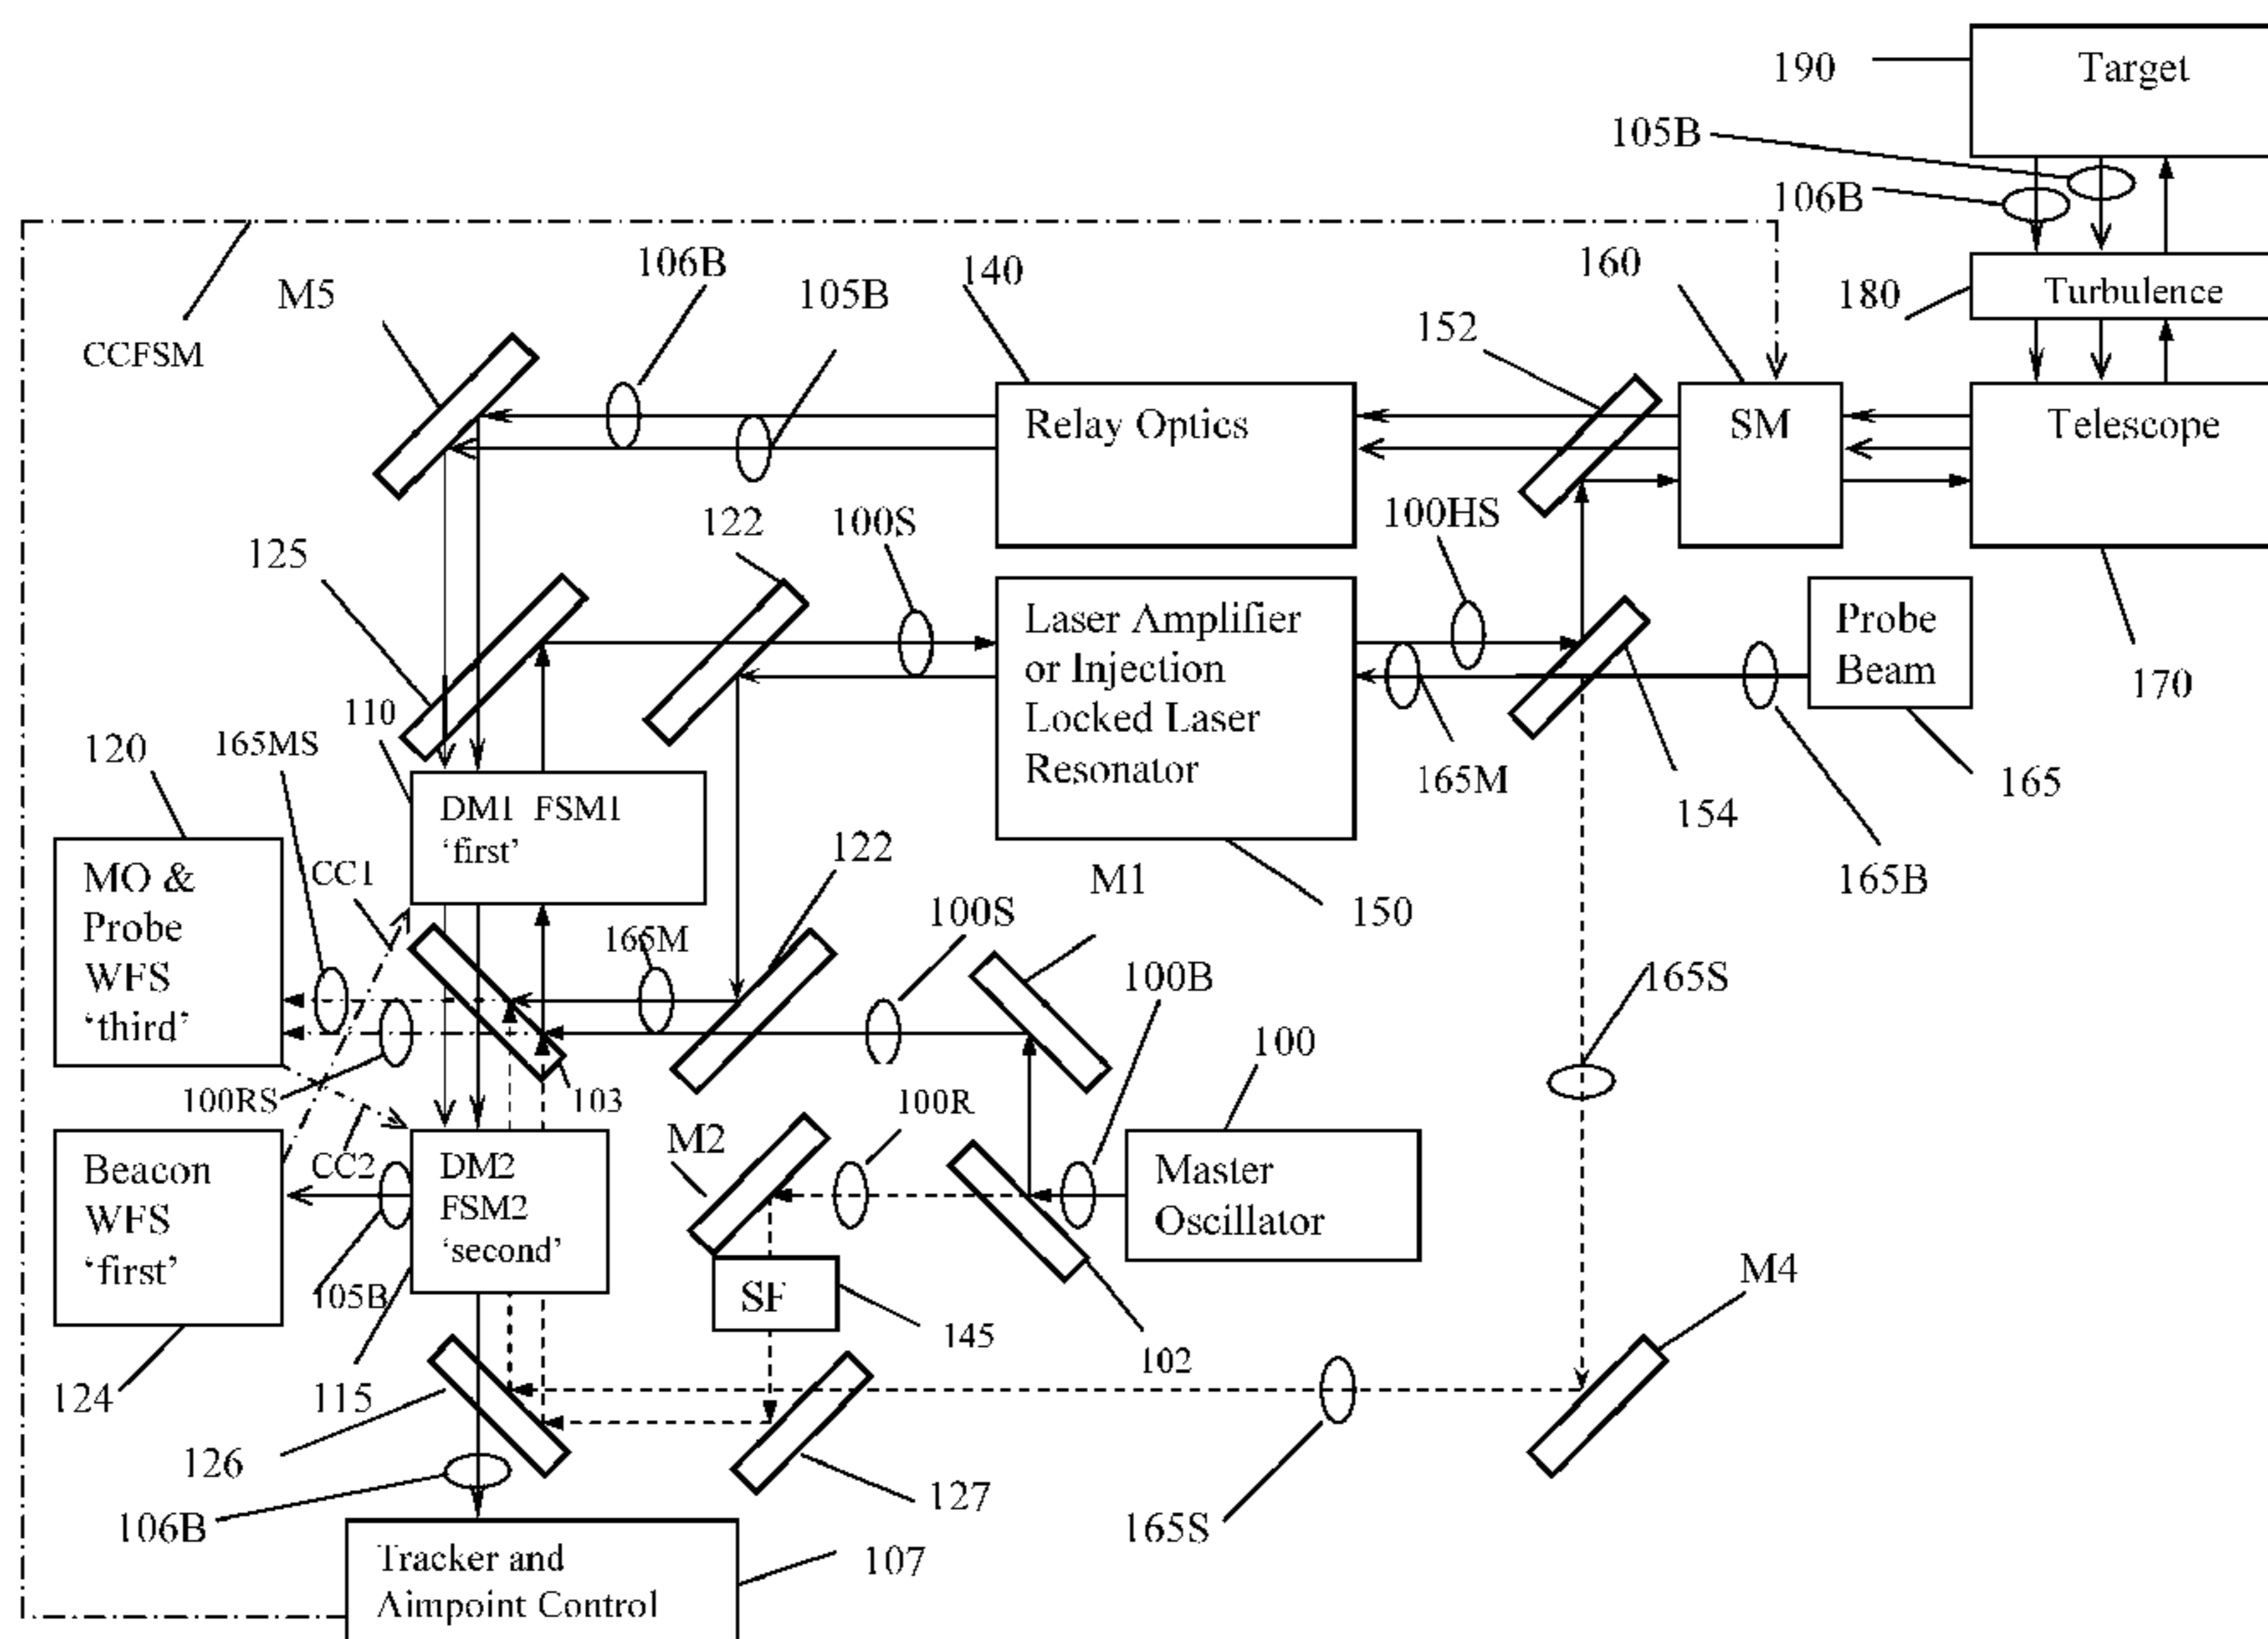 190
Target
105B
106B
M5
106B
105B
140
160
152
180
Turbulence
CCFSM
Relay Optics
SM
Telescope
125
122
100S
100HS
110
165MS
120
Laser Amplifier
or Injection
Locked Laser
Resonator
Probe
Beam
170
165M
154
165
165B
DM1 FSM1
‘first’
122
M1
150
MO &
Probe
WFS
‘third’
CC1
165M
100S
100B
100
165S
100RS
103
100R
M2
Beacon
WFS
‘first’
CC2
DM2
FSM2
‘second’
Master
Oscillator
105B
SF
145
102
M4
124
115
126
127
165S
106B
Tracker and
Aimpoint Control
107